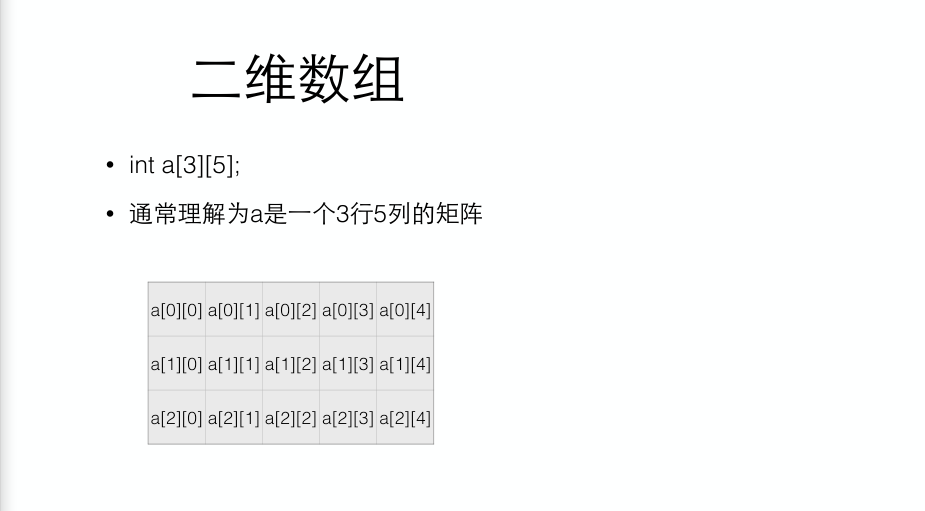 二维数组
• int a[3][5];
• 通常理解为a是一个3行5列的矩阵
a[0][0] a[0][1] a[0][2] a[0][3] a[0][4]
a[1][0] a[1][1] a[1][2] a[1][3] a[1][4]
a[2][0] a[2][1] a[2][2] a[2][3] a[2][4]